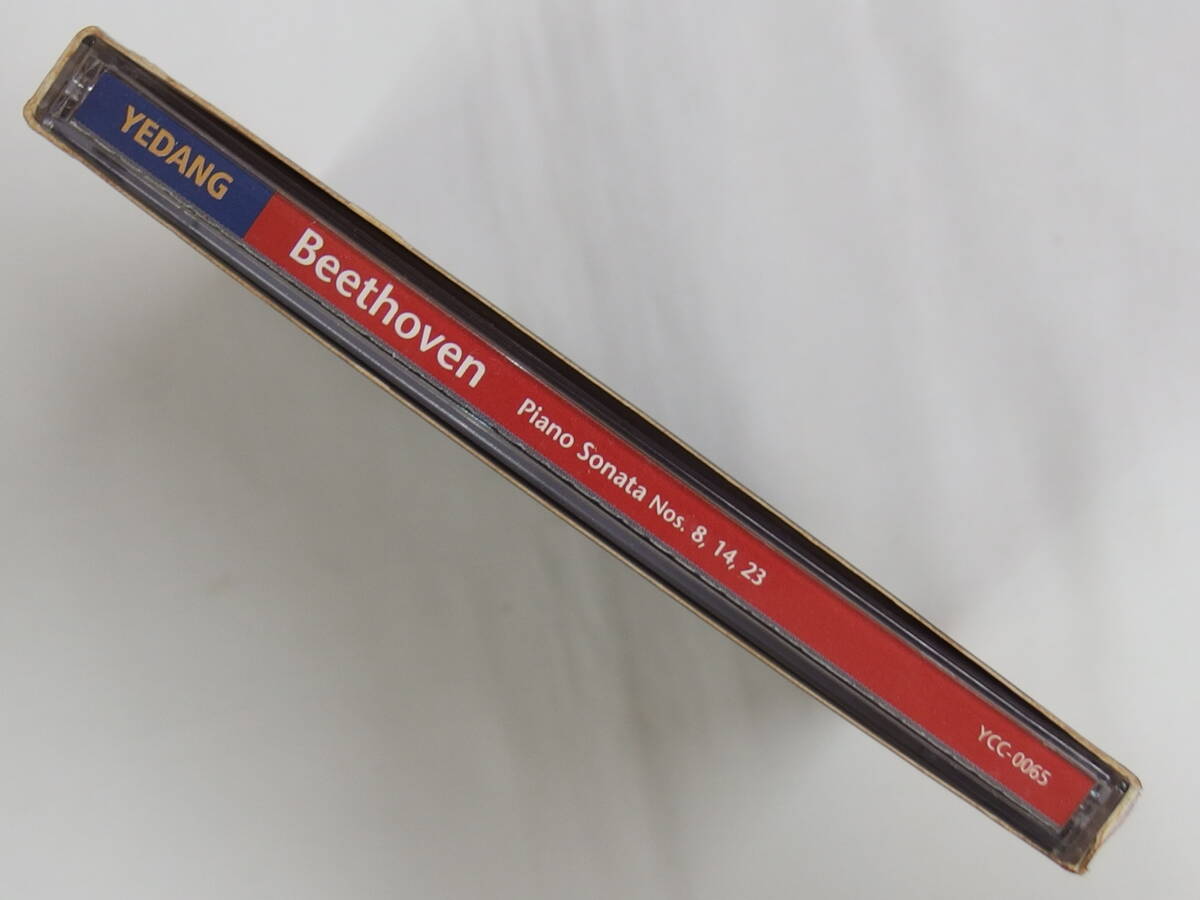 YEDANG
Beethoven
Piano Sonata Nos. 8, 14, 23
YCC-0065